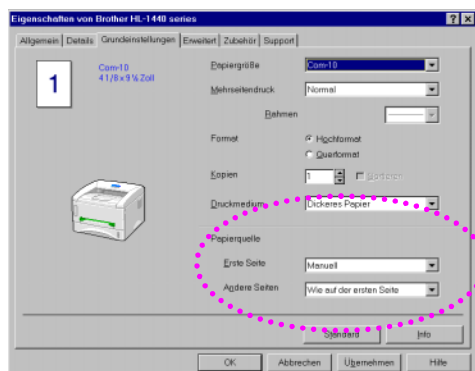 Eigenschaften von Brother HL-1440 series
Allgemein Details Grundeinstellungen Erweitert Zubehör Support
1
Com-10
4 1/8 x 9 ½ Zoll
Papiergröße Com-10
Mehrseitendruck Normal
Rahmen
Format Hochformat
Querformat
Kopien 1 Sortieren
Druckmedium Dickeres Papier
Papierquelle
Erste Seite Manuell
Andere Seiten Wie auf der ersten Seite
Standard Info
OK Abbrechen Übernehmen Hilfe